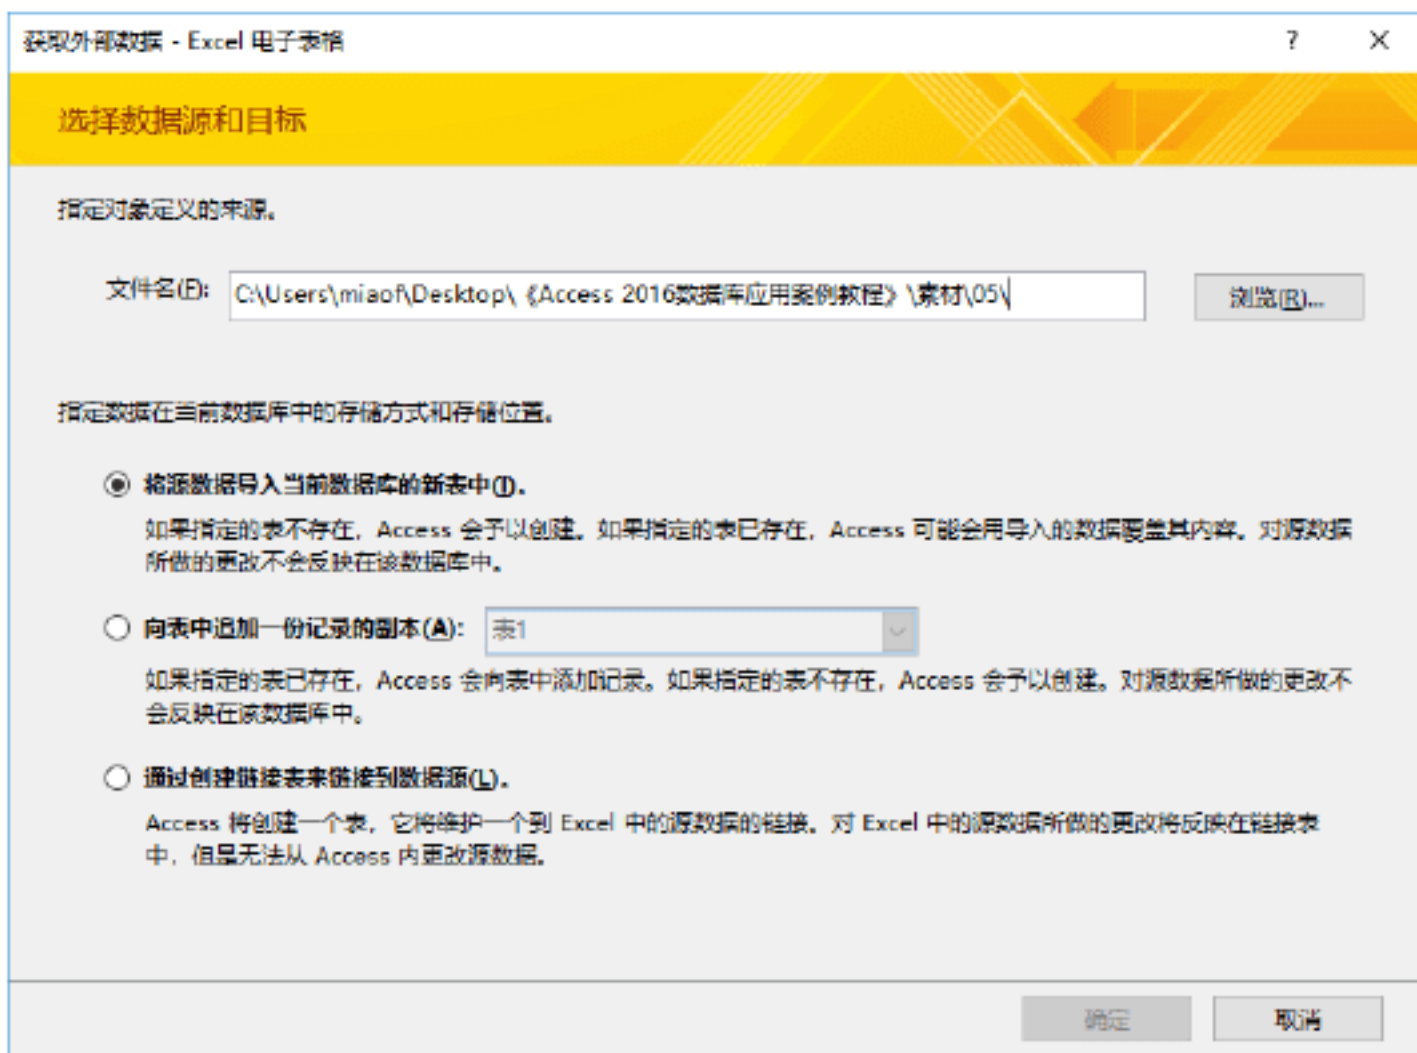 获取外部数据 - Excel 电子表格
?
选择数据源和目标
指定对象定义的来源。
文件名(F):
C:\Users\miaof\Desktop\《Access 2016数据库应用案例教程》\素材\05\
浏览(R)...
指定数据在当前数据库中的存储方式和存储位置。
将源数据导入当前数据库的新表中(I)。
如果指定的表不存在，Access 会予以创建。如果指定的表已存在，Access 可能会用导入的数据覆盖其内容。对源数据
所做的更改不会反映在该数据库中。
向表中追加一份记录的副本(A):
表1
如果指定的表已存在，Access 会向表中添加记录。如果指定的表不存在，Access 会予以创建。对源数据所做的更改不
会反映在该数据库中。
通过创建链接表来链接到数据源(L)。
Access 将创建一个表，它将维护一个到 Excel 中的源数据的链接。对 Excel 中的源数据所做的更改将反映在链接表
中，但是无法从 Access 内更改源数据。
确定
取消